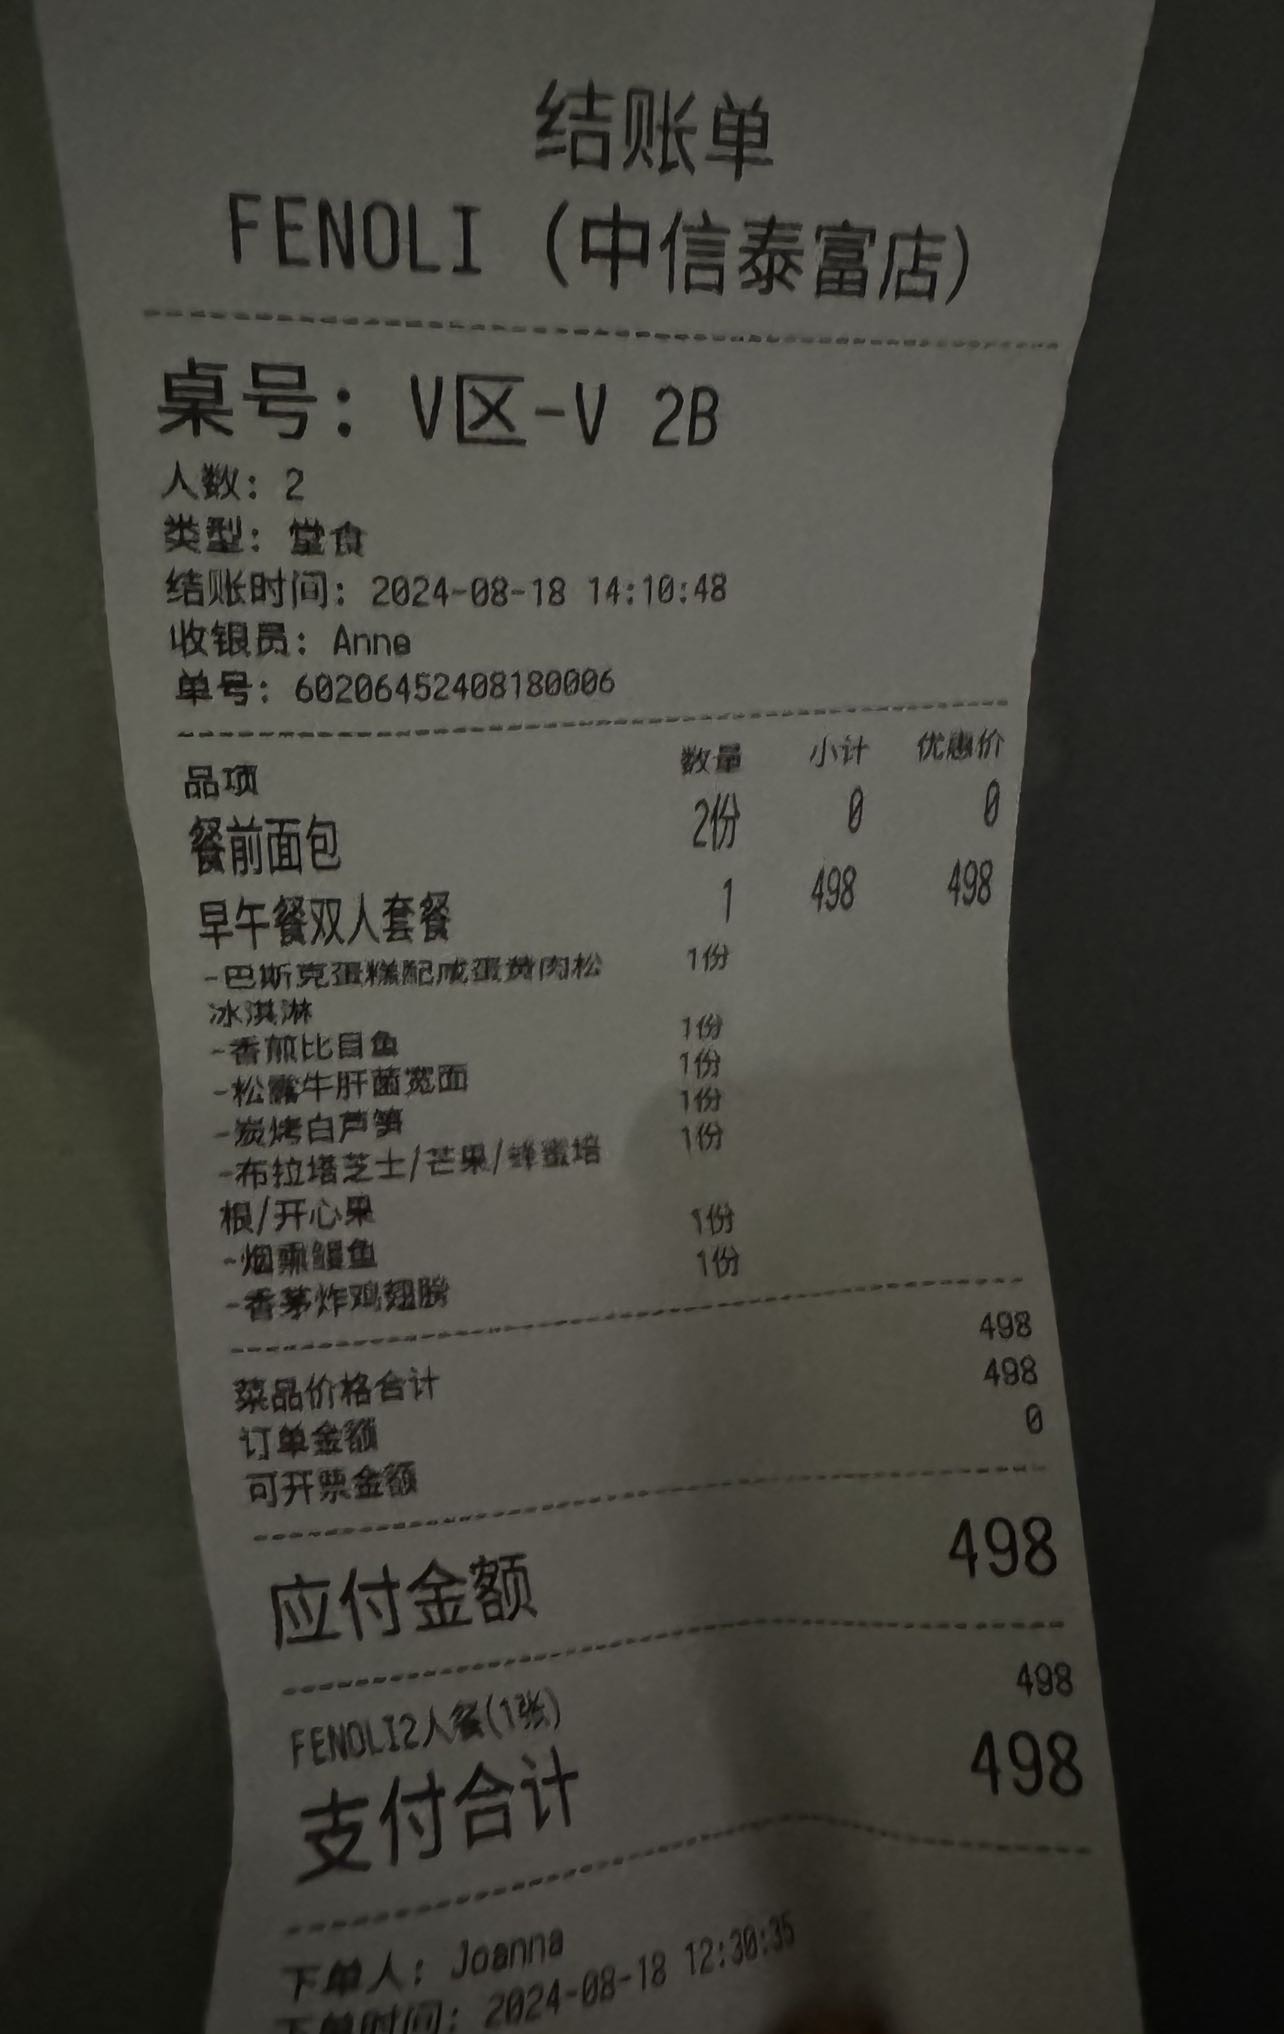 结账单
FENOLI (中信泰富店)
桌号: V区-V 2B
人数: 2
类型: 堂食
结账时间: 2024-08-18 14:10:48
收银员: Anne
单号: 60206452408180006
品项 数量 小计 优惠价
餐前面包 2份 0 0
早午餐双人套餐 1 498 498
-巴斯克蛋糕配咸蛋黄肉松 1份
冰淇淋
-香煎比目鱼 1份
-松露牛肝菌宽面 1份
-炭烤白芦笋 1份
-布拉塔芝士/芒果/蜂蜜培 1份
根/开心果
-烟熏鳗鱼 1份
-香茅炸鸡翅膀 1份
菜品价格合计 498
订单金额 498
可开票金额 0
应付金额 498
FENOLI2人餐(1张) 498
支付合计 498
下单人: Joanna
下单时间: 2024-08-18 12:30:35